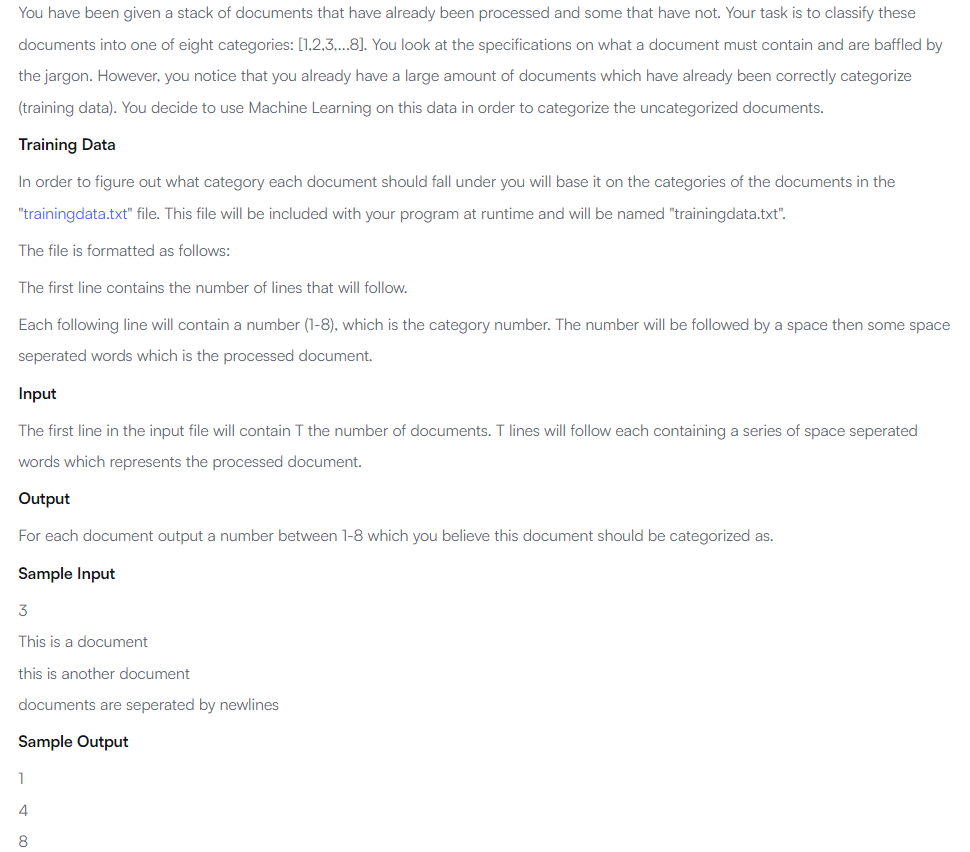 You have been given a stack of documents that have already been processed and some that have not. Your task is to classify these
documents into one of eight categories: [1,2,3,...8]. You look at the specifications on what a document must contain and are baffled by
the jargon. However, you notice that you already have a large amount of documents which have already been correctly categorize
(training data). You decide to use Machine Learning on this data in order to categorize the uncategorized documents.
Training Data
In order to figure out what category each document should fall under you will base it on the categories of the documents in the
"trainingdata.txt" file. This file will be included with your program at runtime and will be named "trainingdata.txt".
The file is formatted as follows:
The first line contains the number of lines that will follow.
Each following line will contain a number (1-8), which is the category number. The number will be followed by a space then some space
seperated words which is the processed document.
Input
The first line in the input file will contain T the number of documents. T lines will follow each containing a series of space seperated
words which represents the processed document.
Output
For each document output a number between 1-8 which you believe this document should be categorized as.
Sample Input
3
This is a document
this is another document
documents are seperated by newlines
Sample Output
1
4
8